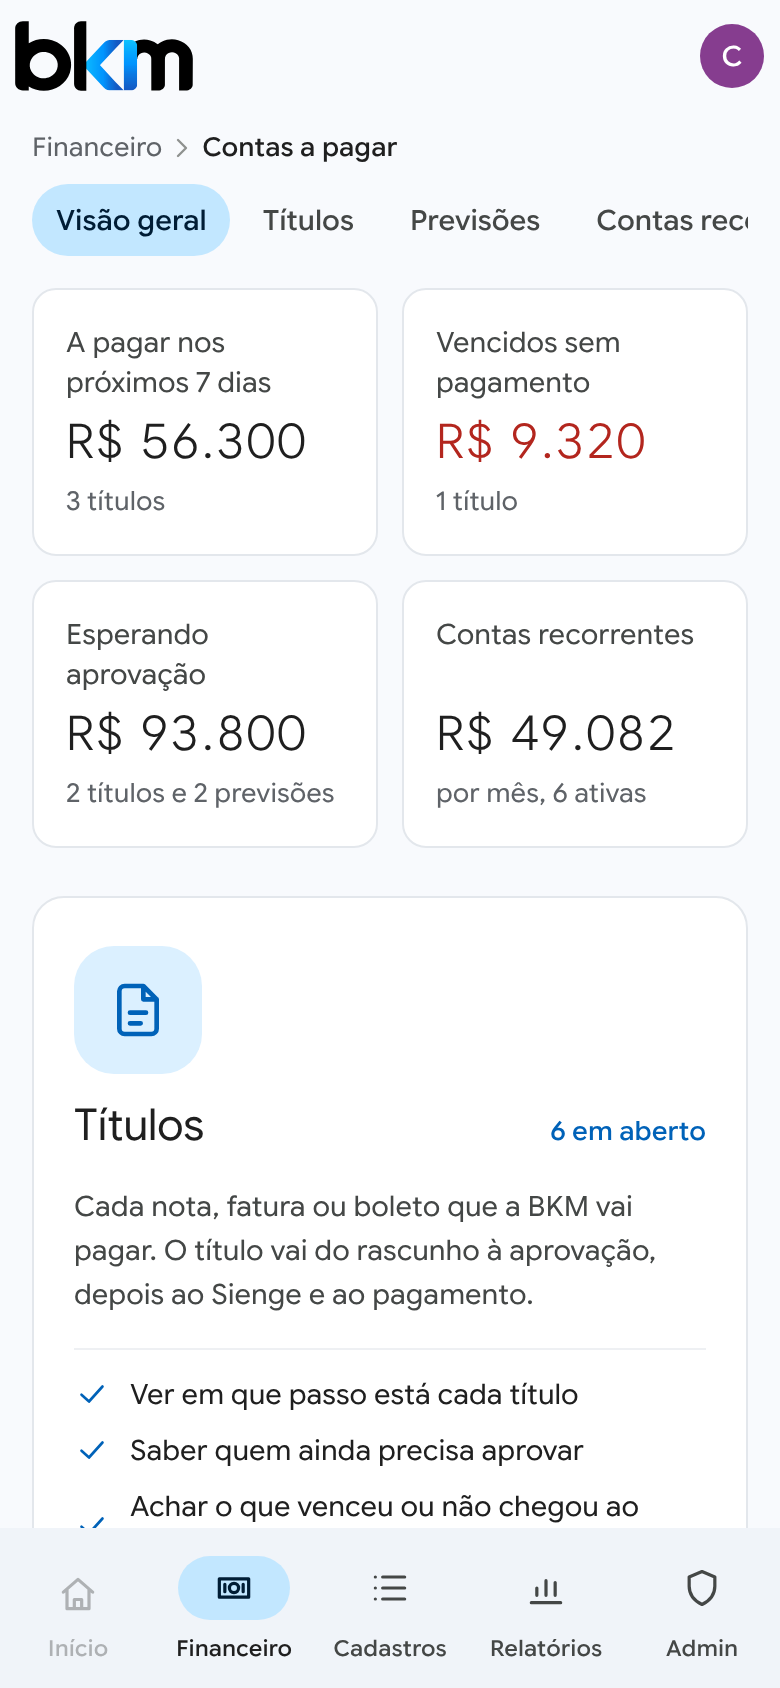 bkm
C
Financeiro > Contas a pagar
Visão geral Títulos Previsões Contas reco
A pagar nos
próximos 7 dias
R$ 56.300
3 títulos
Vencidos sem
pagamento
R$ 9.320
1 título
Esperando
aprovação
R$ 93.800
2 títulos e 2 previsões
Contas recorrentes
R$ 49.082
por mês, 6 ativas
Títulos
6 em aberto
Cada nota, fatura ou boleto que a BKM vai
pagar. O título vai do rascunho à aprovação,
depois ao Sienge e ao pagamento.
Ver em que passo está cada título
Saber quem ainda precisa aprovar
Achar o que venceu ou não chegou ao
Início Financeiro Cadastros Relatórios Admin